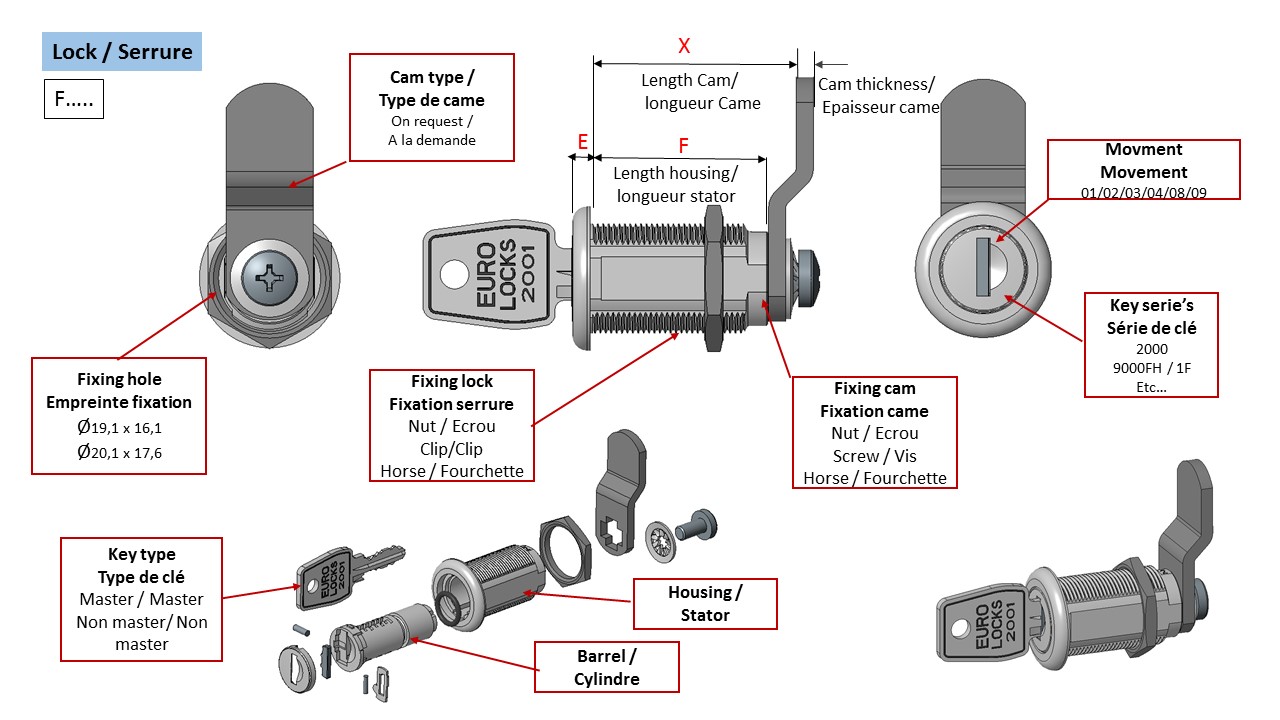 Lock / Serrure
F.....
Cam type /
Type de came
On request /
A la demande
X
Length Cam/
longueur Came
Cam thickness/
Epaisseur came
E
F
Length housing/
longueur stator
Movment
Movement
01/02/03/04/08/09
EURO
LOCKS
2001
Key serie’s
Série de clé
2000
9000FH / 1F
Etc…
Fixing hole
Empreinte fixation
Ø19,1 x 16,1
Ø20,1 x 17,6
Fixing lock
Fixation serrure
Nut / Ecrou
Clip/Clip
Horse / Fourchette
Fixing cam
Fixation came
Nut / Ecrou
Screw / Vis
Horse / Fourchette
Key type
Type de clé
Master / Master
Non master/ Non
master
EURO
LOCKS
2001
Housing /
Stator
Barrel /
Cylindre
EURO
LOCKS
2001